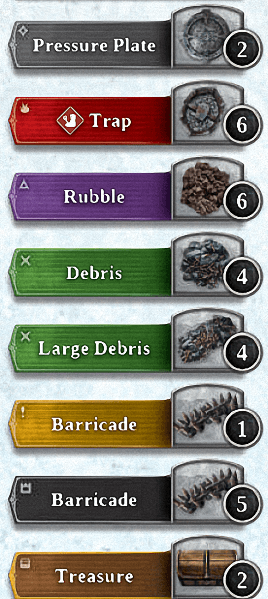 Pressure Plate 2
Trap 6
Rubble 6
Debris 4
Large Debris 4
Barricade 1
Barricade 5
Treasure 2